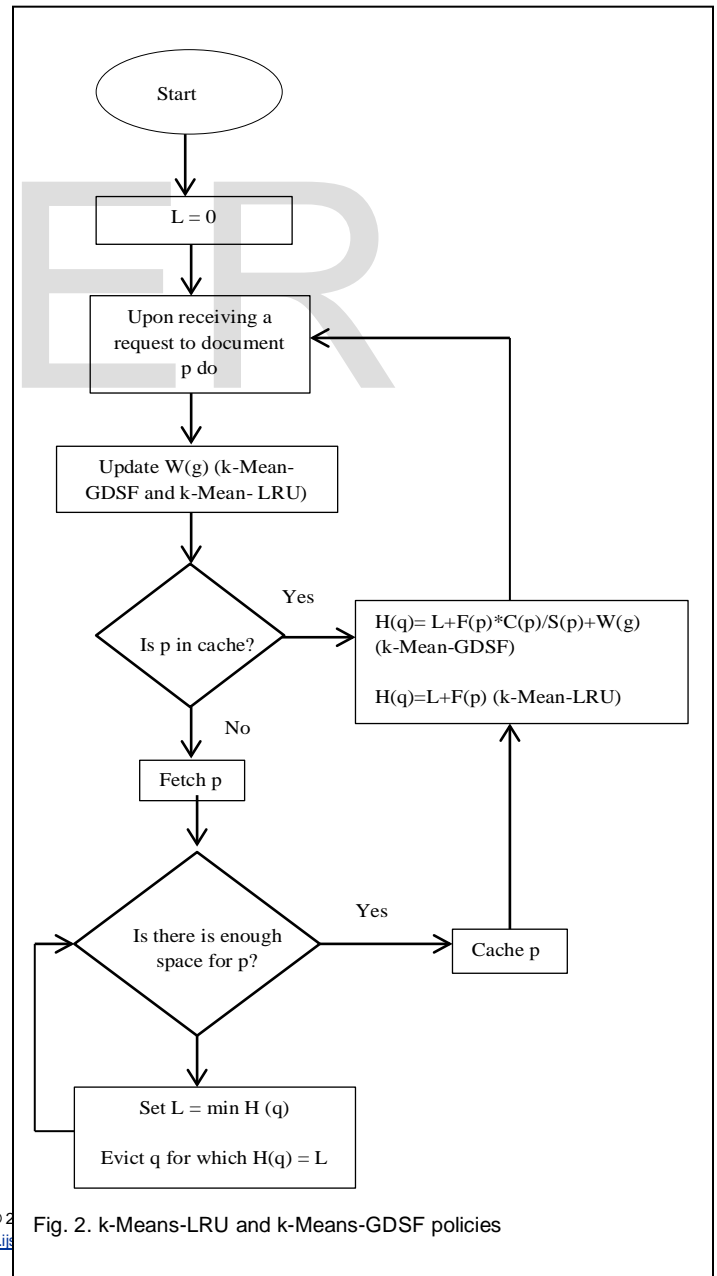 Start
L = 0
Upon receiving a
request to document
p do
Update W(g) (k-Mean-
GDSF and k-Mean- LRU)
Yes
Is p in cache?
H(q)= L+F(p)*C(p)/S(p)+W(g)
(k-Mean-GDSF)
H(q)=L+F(p) (k-Mean-LRU)
No
Fetch p
Yes
Is there is enough
space for p?
Cache p
Set L = min H (q)
Evict q for which H(q) = L
Fig. 2. k-Means-LRU and k-Means-GDSF policies
ER